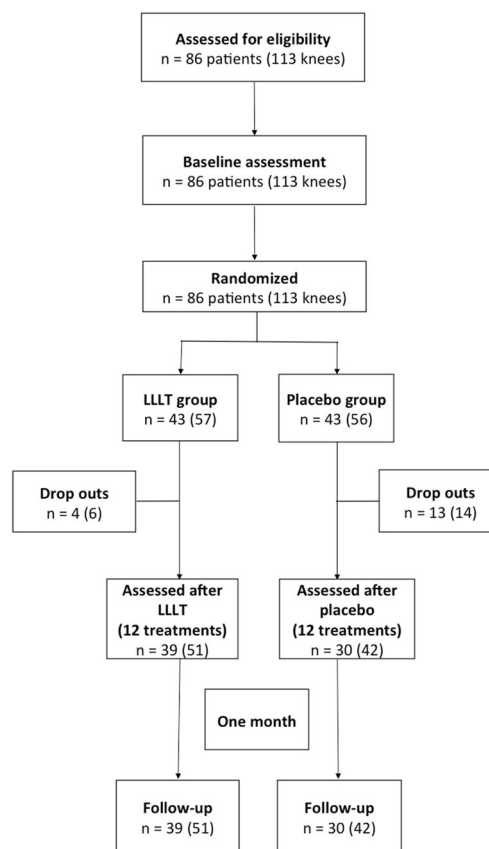 Assessed for eligibility
n = 86 patients (113 knees)
Baseline assessment
n = 86 patients (113 knees)
Randomized
n = 86 patients (113 knees)
LLLT group
n = 43 (57)
Placebo group
n = 43 (56)
Drop outs
n = 4 (6)
Drop outs
n = 13 (14)
Assessed after
LLLT
(12 treatments)
n = 39 (51)
Assessed after
placebo
(12 treatments)
n = 30 (42)
One month
Follow-up
n = 39 (51)
Follow-up
n = 30 (42)